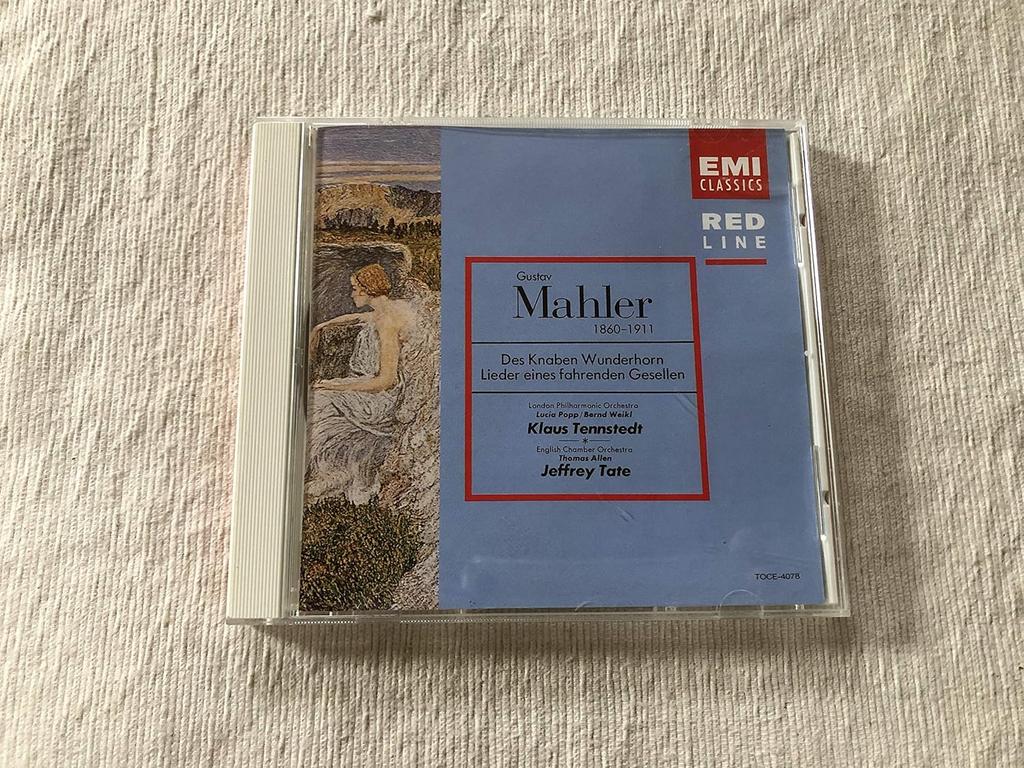 EMI
CLASSICS
RED
LINE
Gustav
Mahler
1860–1911
Des Knaben Wunderhorn
Lieder eines fahrenden Gesellen
London Philharmonic Orchestra
Lucia Popp/Bernd Weikl
Klaus Tennstedt
*
English Chamber Orchestra
Thomas Allen
Jeffrey Tate
TOCE-4078